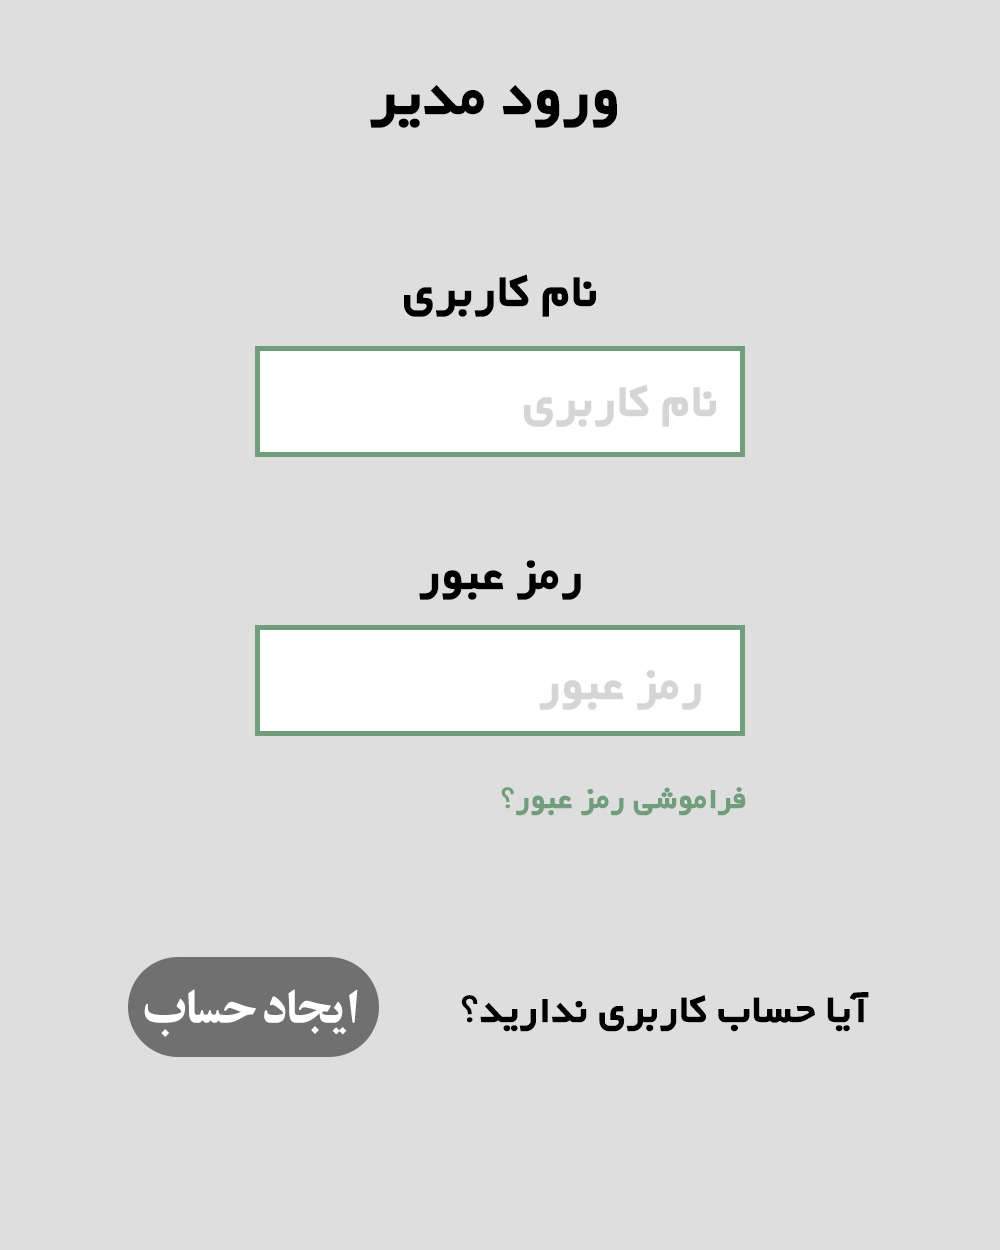 ورود مدیر
نام کاربری
نام کاربری
رمز عبور
رمز عبور
فراموشی رمز عبور؟
آیا حساب کاربری ندارید؟
ایجاد حساب